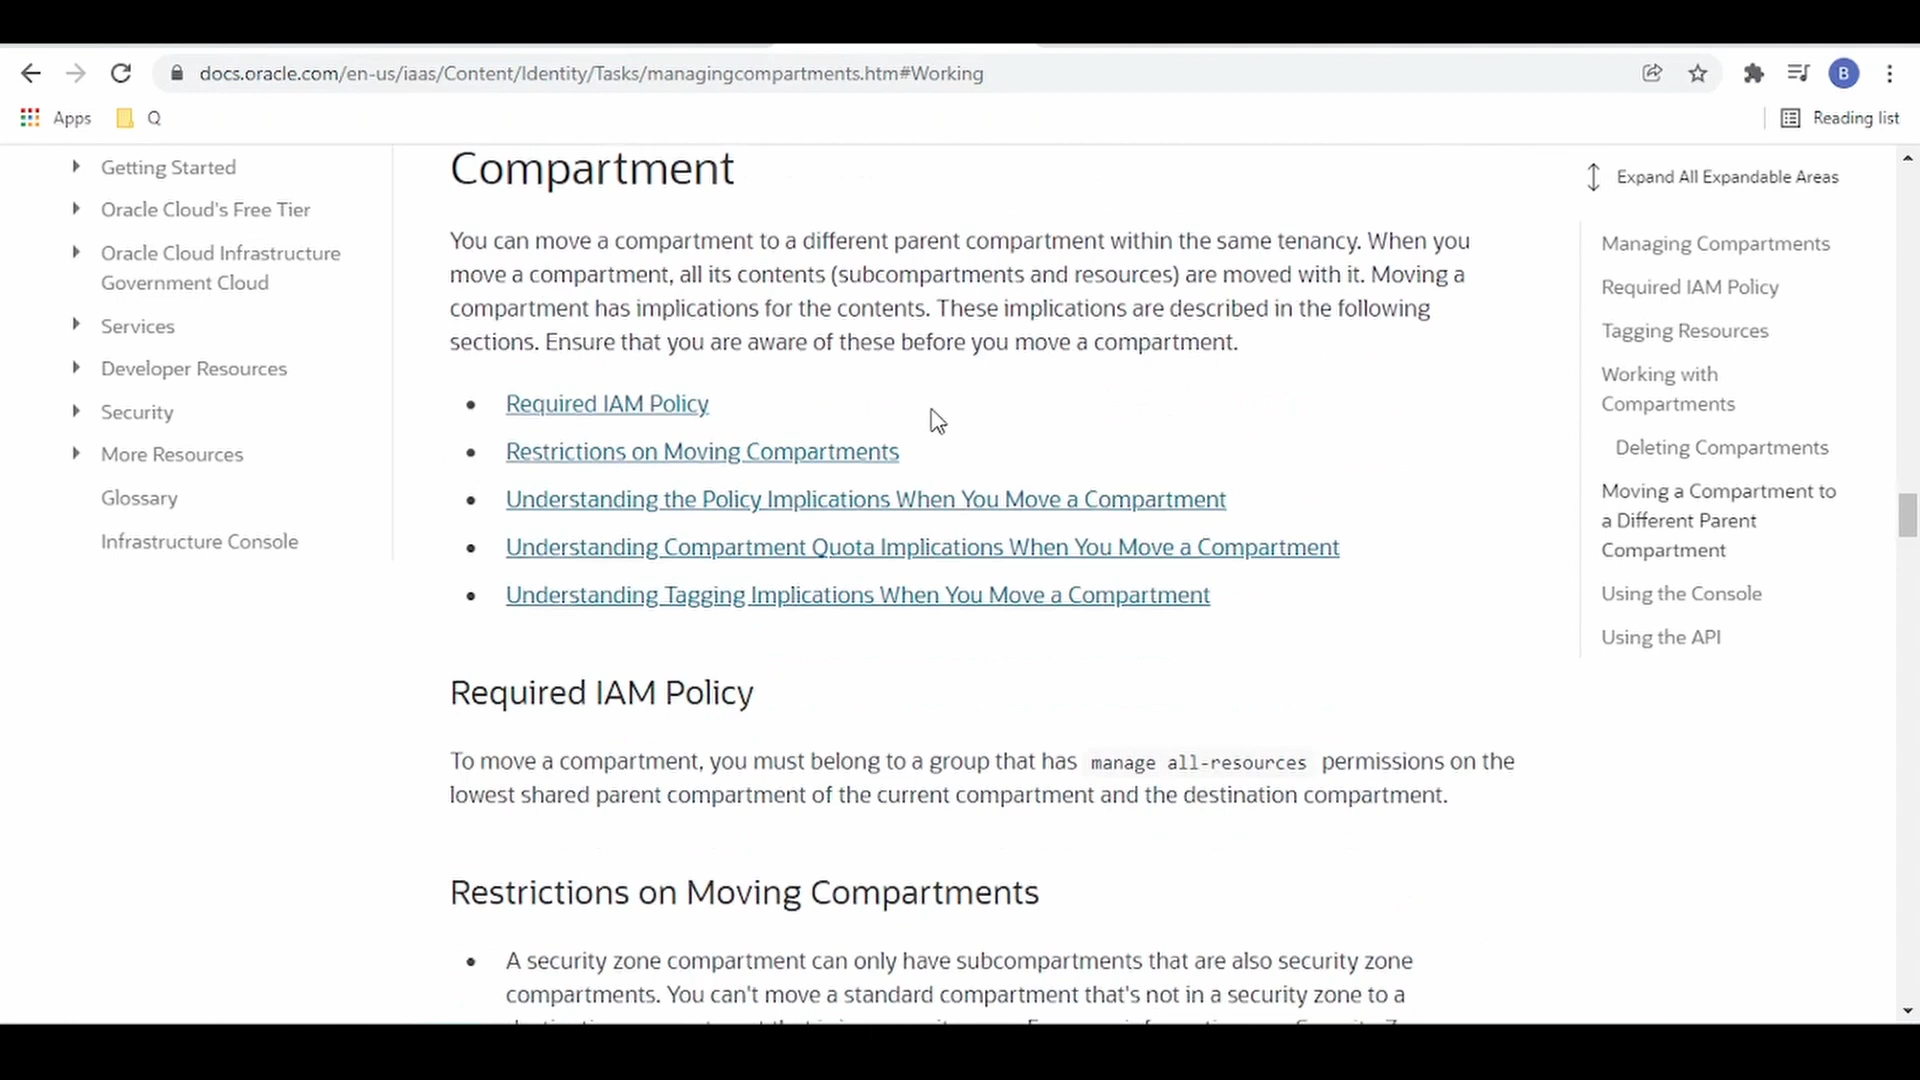 docs.oracle.com/en-us/iaas/Content/Identity/Tasks/managingcompartments.htm#Working
B
Apps
Q
Reading list
Getting Started
Oracle Cloud's Free Tier
Oracle Cloud Infrastructure
Government Cloud
Services
Developer Resources
Security
More Resources
Glossary
Infrastructure Console
Compartment
You can move a compartment to a different parent compartment within the same tenancy. When you
move a compartment, all its contents (subcompartments and resources) are moved with it. Moving a
compartment has implications for the contents. These implications are described in the following
sections. Ensure that you are aware of these before you move a compartment.
• Required IAM Policy
• Restrictions on Moving Compartments
• Understanding the Policy Implications When You Move a Compartment
• Understanding Compartment Quota Implications When You Move a Compartment
• Understanding Tagging Implications When You Move a Compartment
Required IAM Policy
To move a compartment, you must belong to a group that has manage all-resources permissions on the
lowest shared parent compartment of the current compartment and the destination compartment.
Restrictions on Moving Compartments
• A security zone compartment can only have subcompartments that are also security zone
compartments. You can't move a standard compartment that's not in a security zone to a
Expand All Expandable Areas
Managing Compartments
Required IAM Policy
Tagging Resources
Working with
Compartments
Deleting Compartments
Moving a Compartment to
a Different Parent
Compartment
Using the Console
Using the API